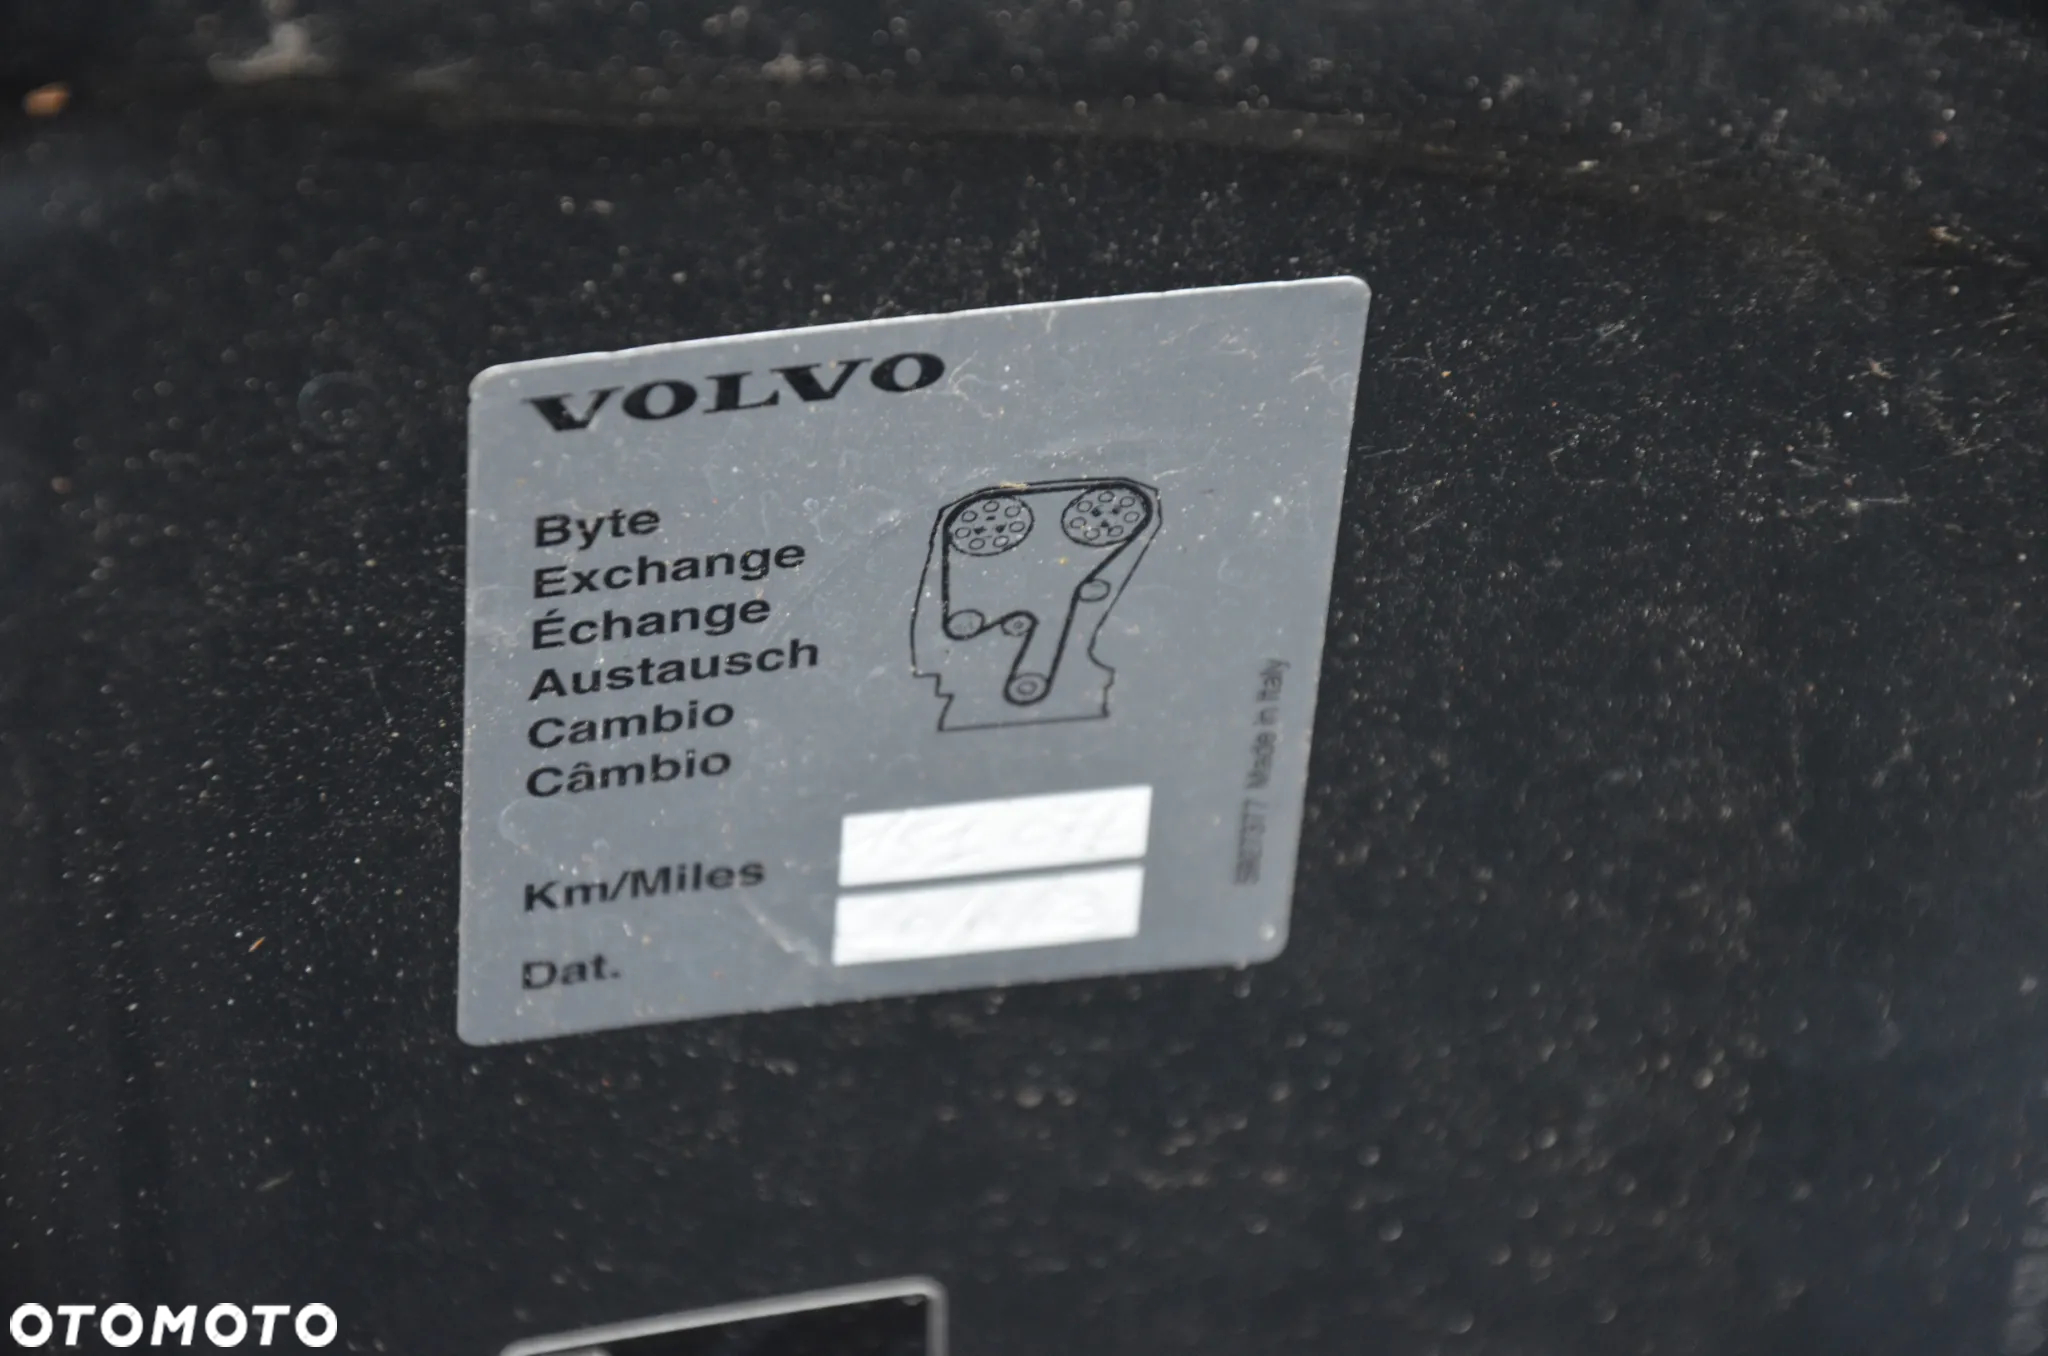 VOLVO
Byte
Exchange
Échange
Austausch
Cambio
Câmbio
Km/Miles
Dat.
Made in Italy
OTOMOTO